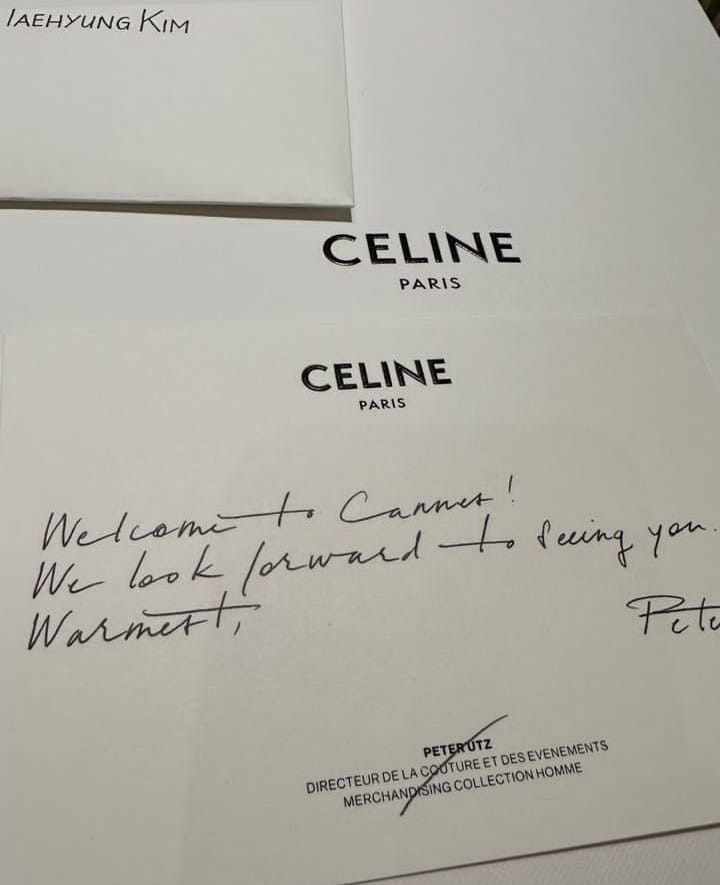 TAEHYUNG KIM
CELINE
PARIS
CELINE
PARIS
Welcome to Cannes!
We look forward to seeing you.
Warmest,
Pete
PETER UTZ
DIRECTEUR DE LA COUTURE ET DES EVENEMENTS
MERCHANDISING COLLECTION HOMME